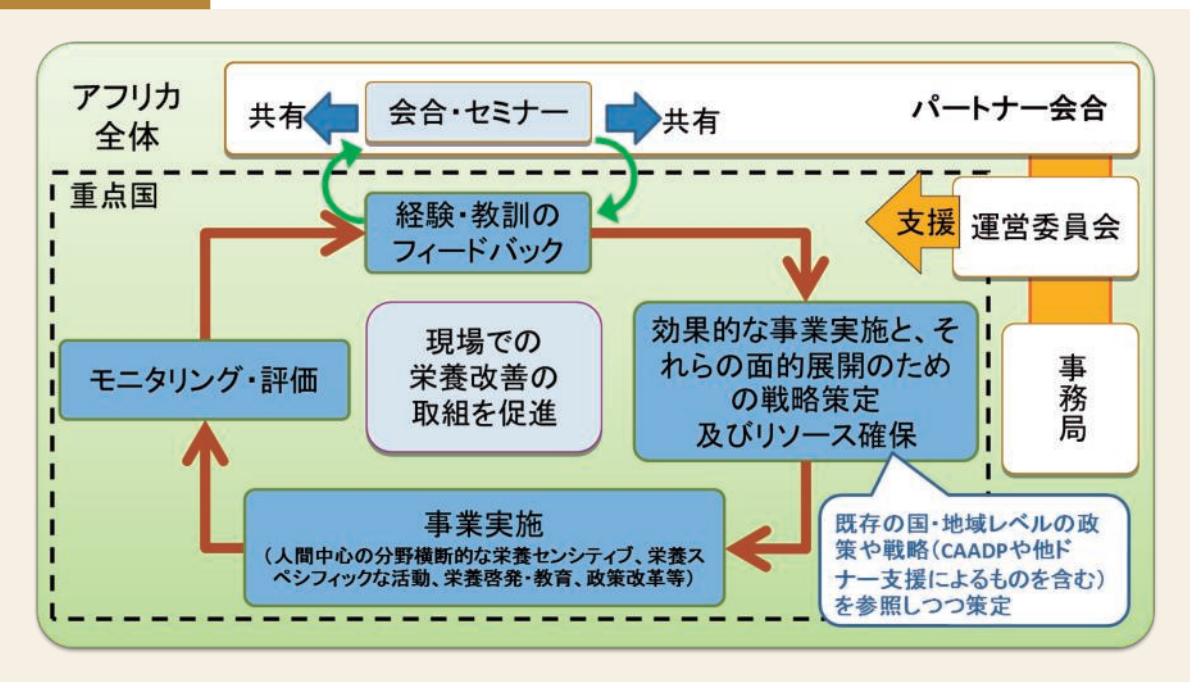 アフリカ
全体
共有
会合・セミナー
共有
パートナー会合
重点国
経験・教訓の
フィードバック
支援
運営委員会
モニタリング・評価
現場での
栄養改善の
取組を促進
効果的な事業実施と、そ
れらの面的展開のため
の戦略策定
及びリソース確保
事務局
事業実施
（人間中心の分野横断的な栄養センシティブ、栄養ス
ペシフィックな活動、栄養啓発・教育、政策改革等）
既存の国・地域レベルの政
策や戦略（CAADPや他ド
ナー支援によるものを含む）
を参照しつつ策定